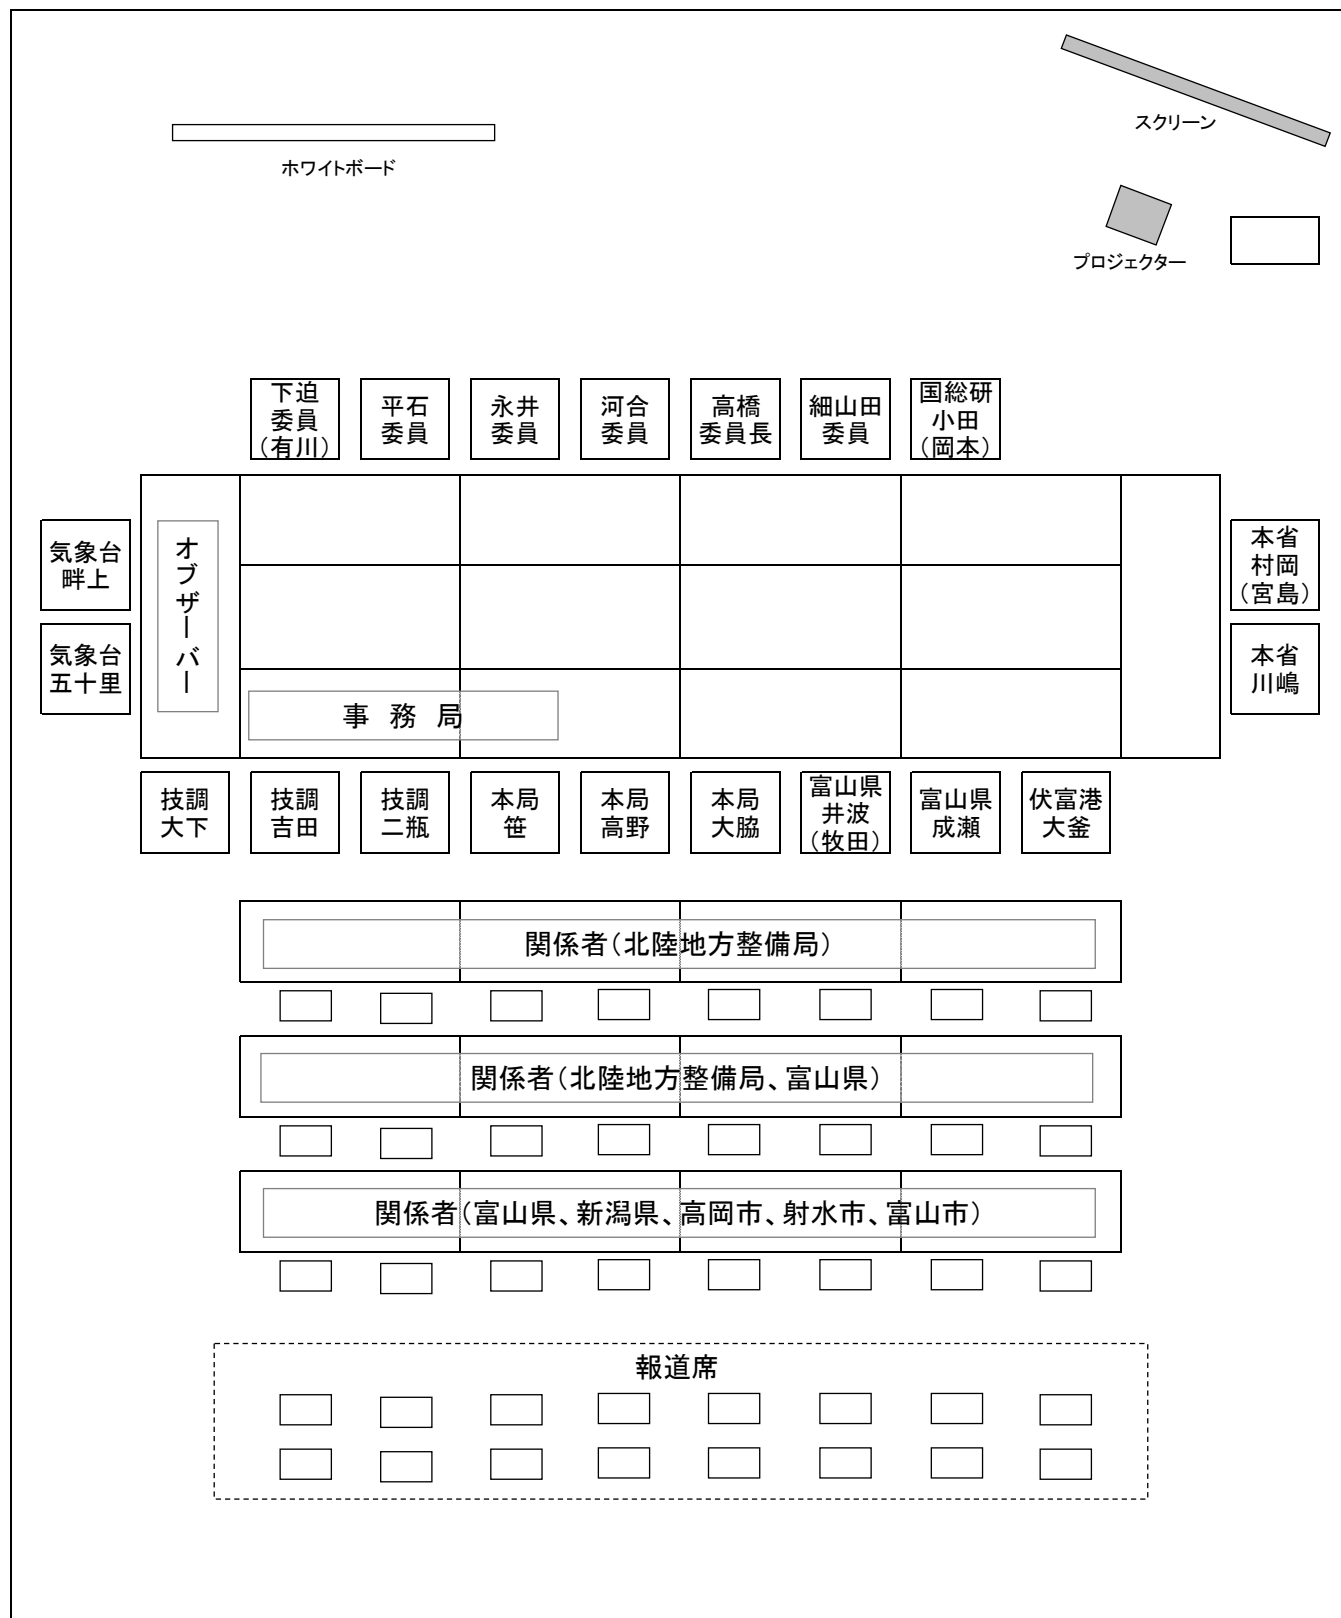 スクリーン
ホワイトボード
プロジェクター
下迫
委員
（有川）
平石
委員
永井
委員
河合
委員
高橋
委員長
細山田
委員
国総研
小田
（岡本）
気象台
畔上
気象台
五十里
オブザーバー
事 務 局
本省
村岡
（宮島）
本省
川嶋
技調
大下
技調
吉田
技調
二瓶
本局
笹
本局
高野
本局
大脇
富山県
井波
（牧田）
富山県
成瀬
伏富港
大釜
関係者（北陸地方整備局）
関係者（北陸地方整備局、富山県）
関係者（富山県、新潟県、高岡市、射水市、富山市）
報道席